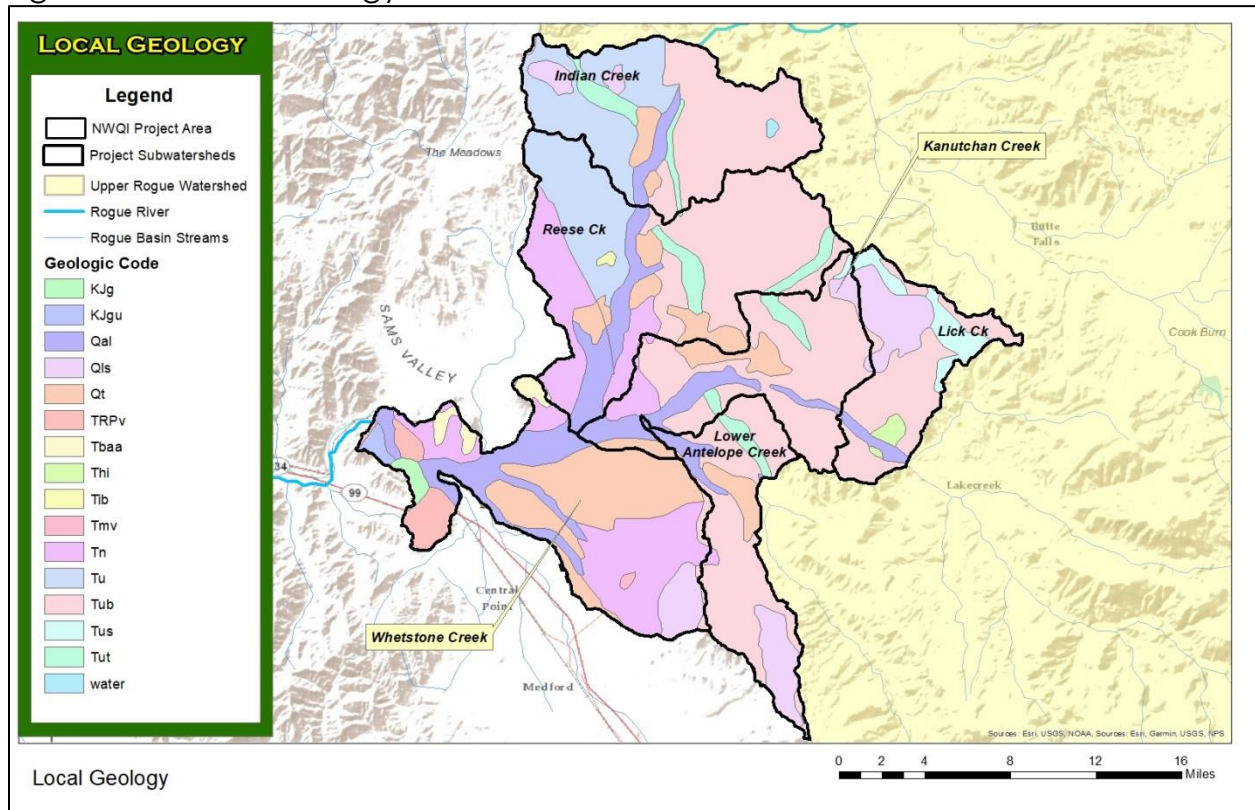 LOCAL GEOLOGY
Legend
NWQI Project Area
Project Subwatersheds
Upper Rogue Watershed
Rogue River
Rogue Basin Streams
Geologic Code
KJg
KJgu
Qal
Qls
Qt
TRPv
Tbaa
Thi
Tib
Tmv
Tn
Tu
Tub
Tus
Tut
water
Indian Creek
The Meadows
Kanutchan Creek
Reese Ck
Butte
Falls
SAMS VALLEY
Lick Ck
Cook Burn
Lower
Antelope Creek
34
99
Lakecreek
Central
Point
Whetstone Creek
Medford
Sources: Esri, USGS, NOAA, Sources: Esri, Garmin, USGS, NPS
Local Geology
0 2 4 8 12 16
Miles